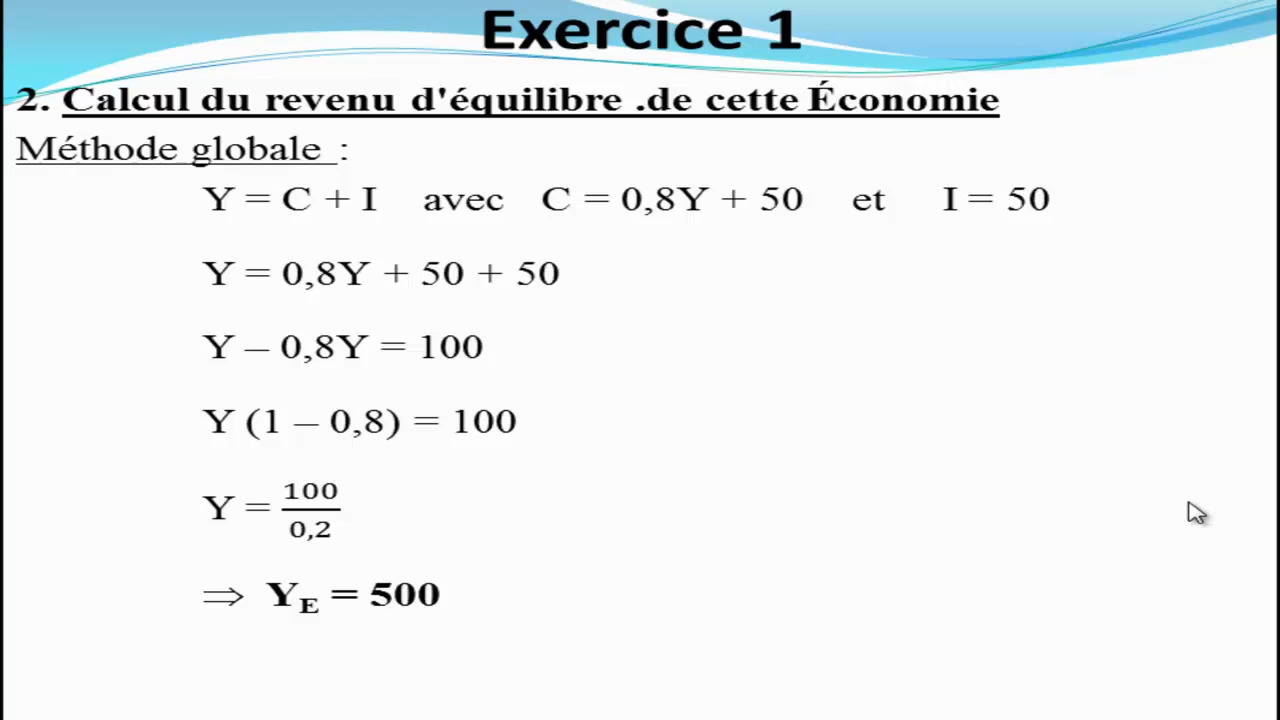 Exercice 1
2. Calcul du revenu d'équilibre .de cette Économie
Méthode globale :
Y = C + I avec C = 0,8Y + 50 et I = 50
Y = 0,8Y + 50 + 50
Y – 0,8Y = 100
Y (1 – 0,8) = 100
Y = 100/0,2
⇒ Y_E = 500